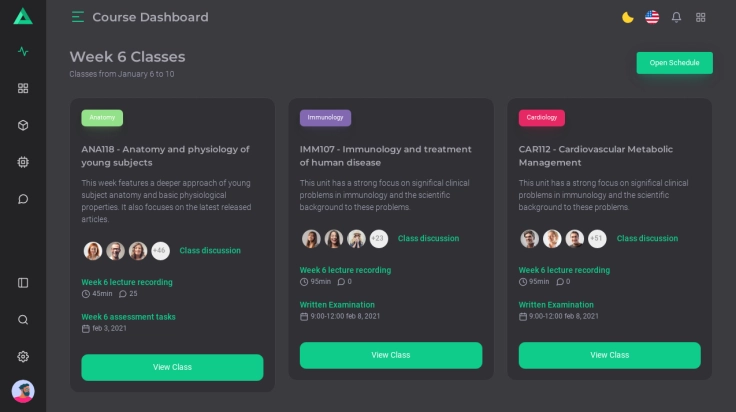 Course Dashboard
Week 6 Classes
Classes from January 6 to 10
Open Schedule
Anatomy
ANA118 - Anatomy and physiology of
young subjects
This week features a deeper approach of young
subject anatomy and basic physiological
properties. It also focuses on the latest released
articles.
+46
Class discussion
Week 6 lecture recording
45min 25
Week 6 assessment tasks
feb 3, 2021
View Class
Immunology
IMM107 - Immunology and treatment
of human disease
This unit has a strong focus on significal clinical
problems in immunology and the scientific
background to these problems.
+23
Class discussion
Week 6 lecture recording
95min 0
Written Examination
9:00-12:00 feb 8, 2021
View Class
Cardiology
CAR112 - Cardiovascular Metabolic
Management
This unit has a strong focus on significal clinical
problems in immunology and the scientific
background to these problems.
+51
Class discussion
Week 6 lecture recording
95min 0
Written Examination
9:00-12:00 feb 8, 2021
View Class